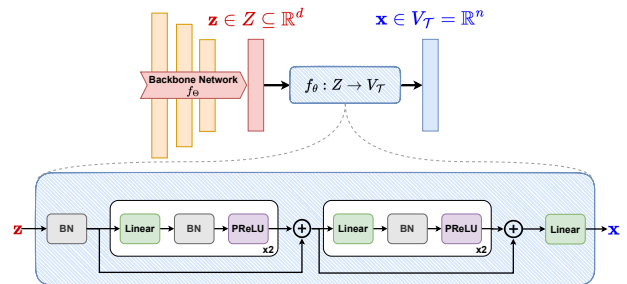 z ∈ Z ⊆ ℝ^d
x ∈ V_𝒯 = ℝ^n
Backbone Network
f_Θ
f_θ : Z → V_𝒯
z
BN
Linear
BN
PReLU
x2
+
Linear
BN
PReLU
x2
+
Linear
x